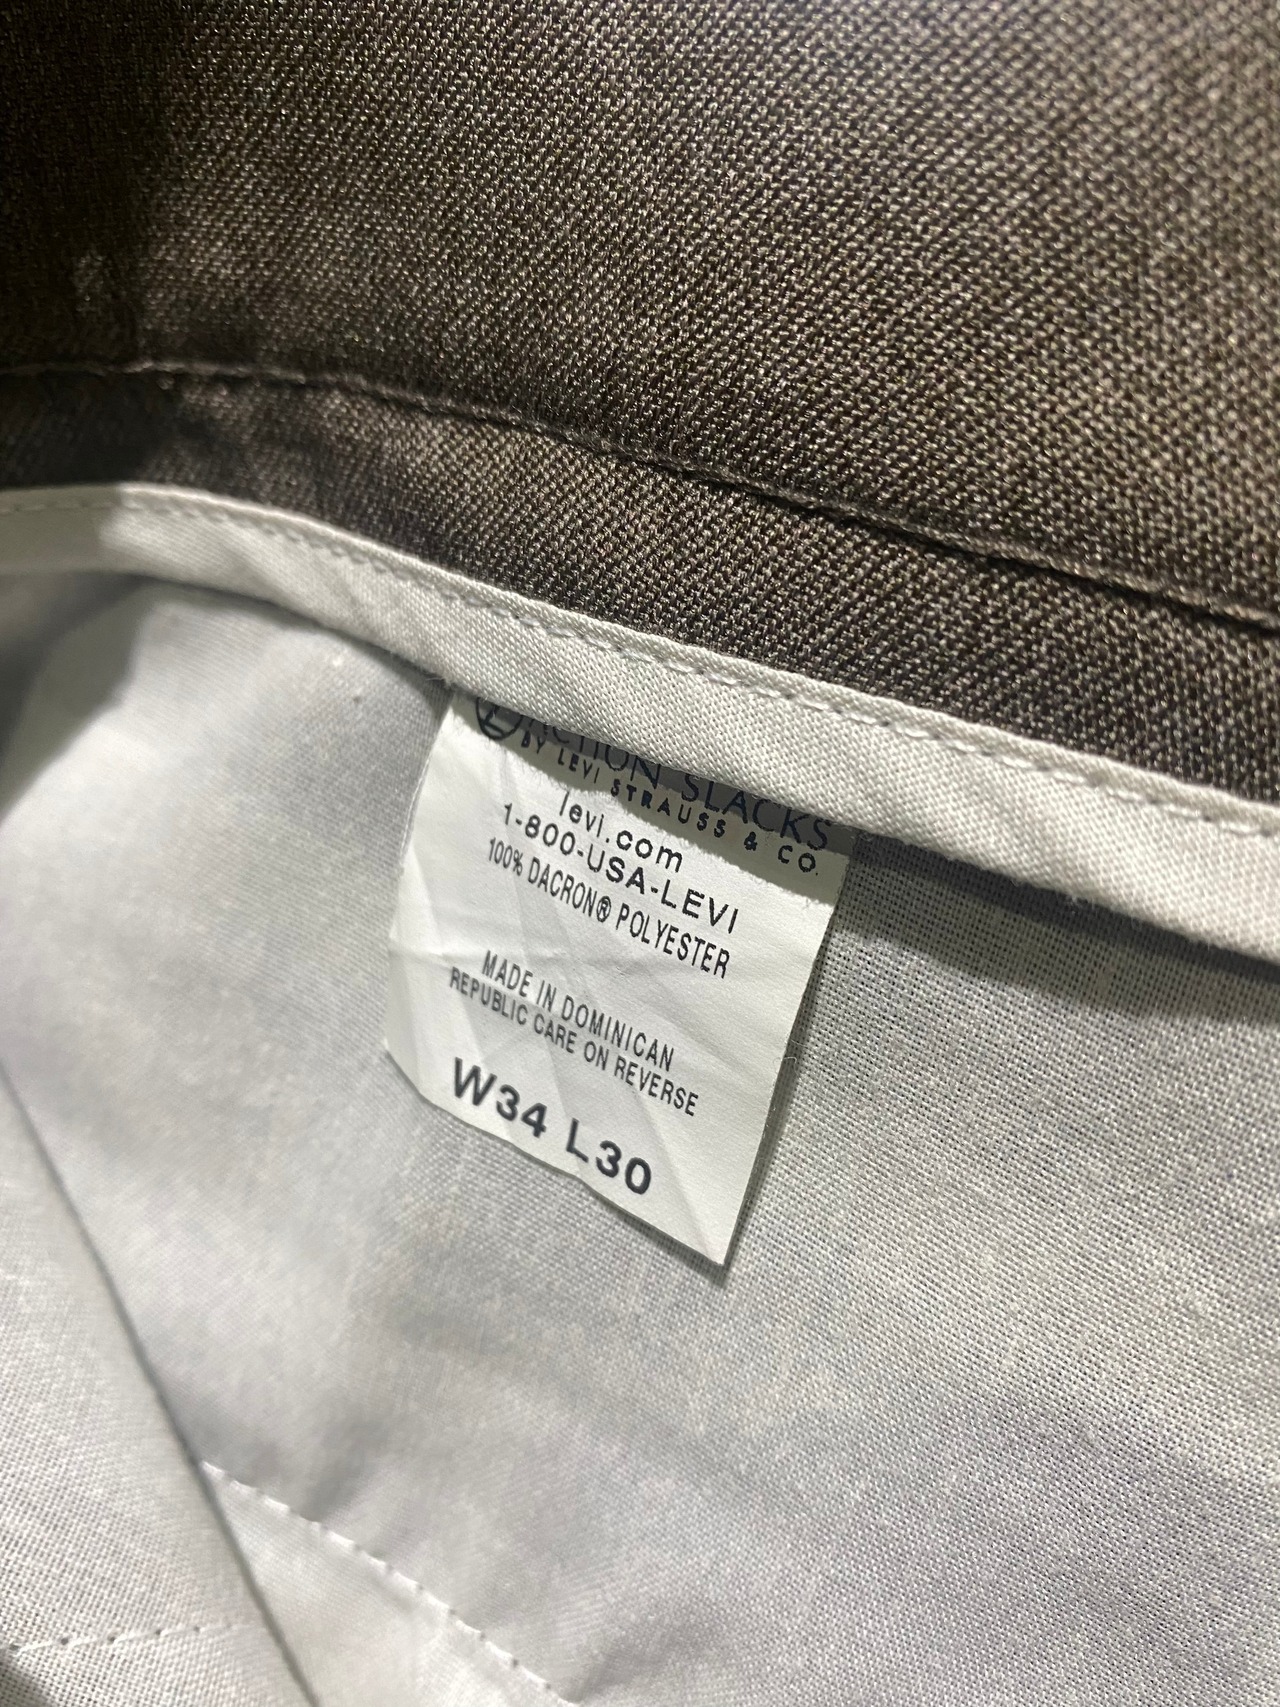 ACTION SLACKS
BY LEVI STRAUSS & CO.
levi.com
1-800-USA-LEVI
100% DACRON® POLYESTER
MADE IN DOMINICAN
REPUBLIC CARE ON REVERSE
W34 L30